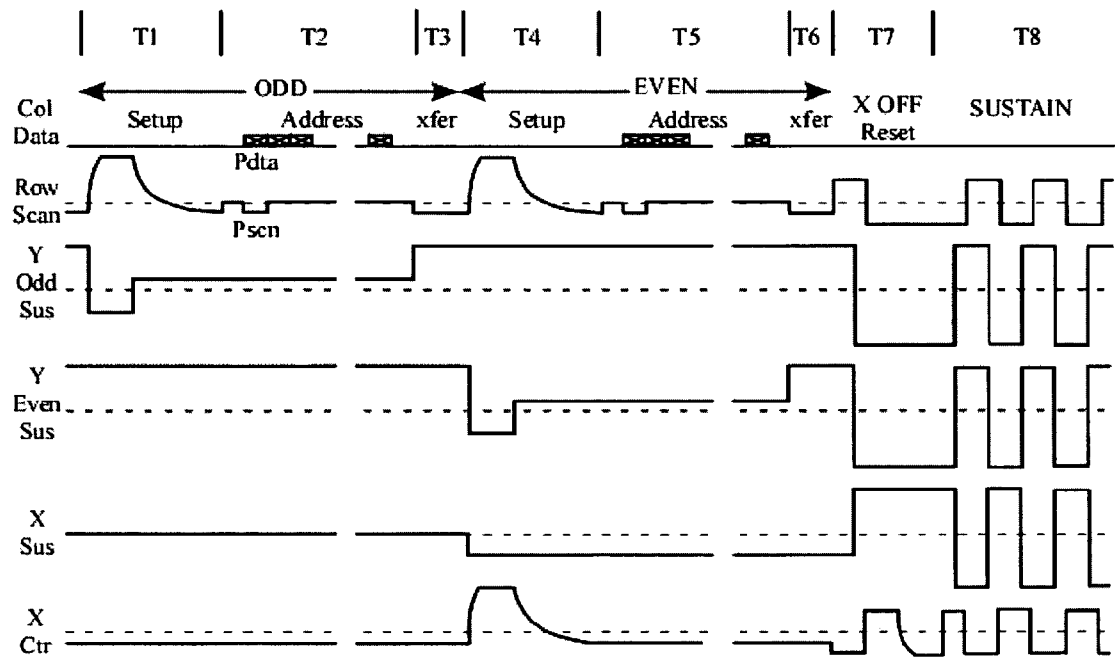 T1 T2 T3 T4 T5 T6 T7 T8
ODD EVEN
Col Data
Setup Address xfer Setup Address xfer X OFF Reset SUSTAIN
Pdta
Row Scan
Pscn
Y Odd Sus
Y Even Sus
X Sus
X Ctr